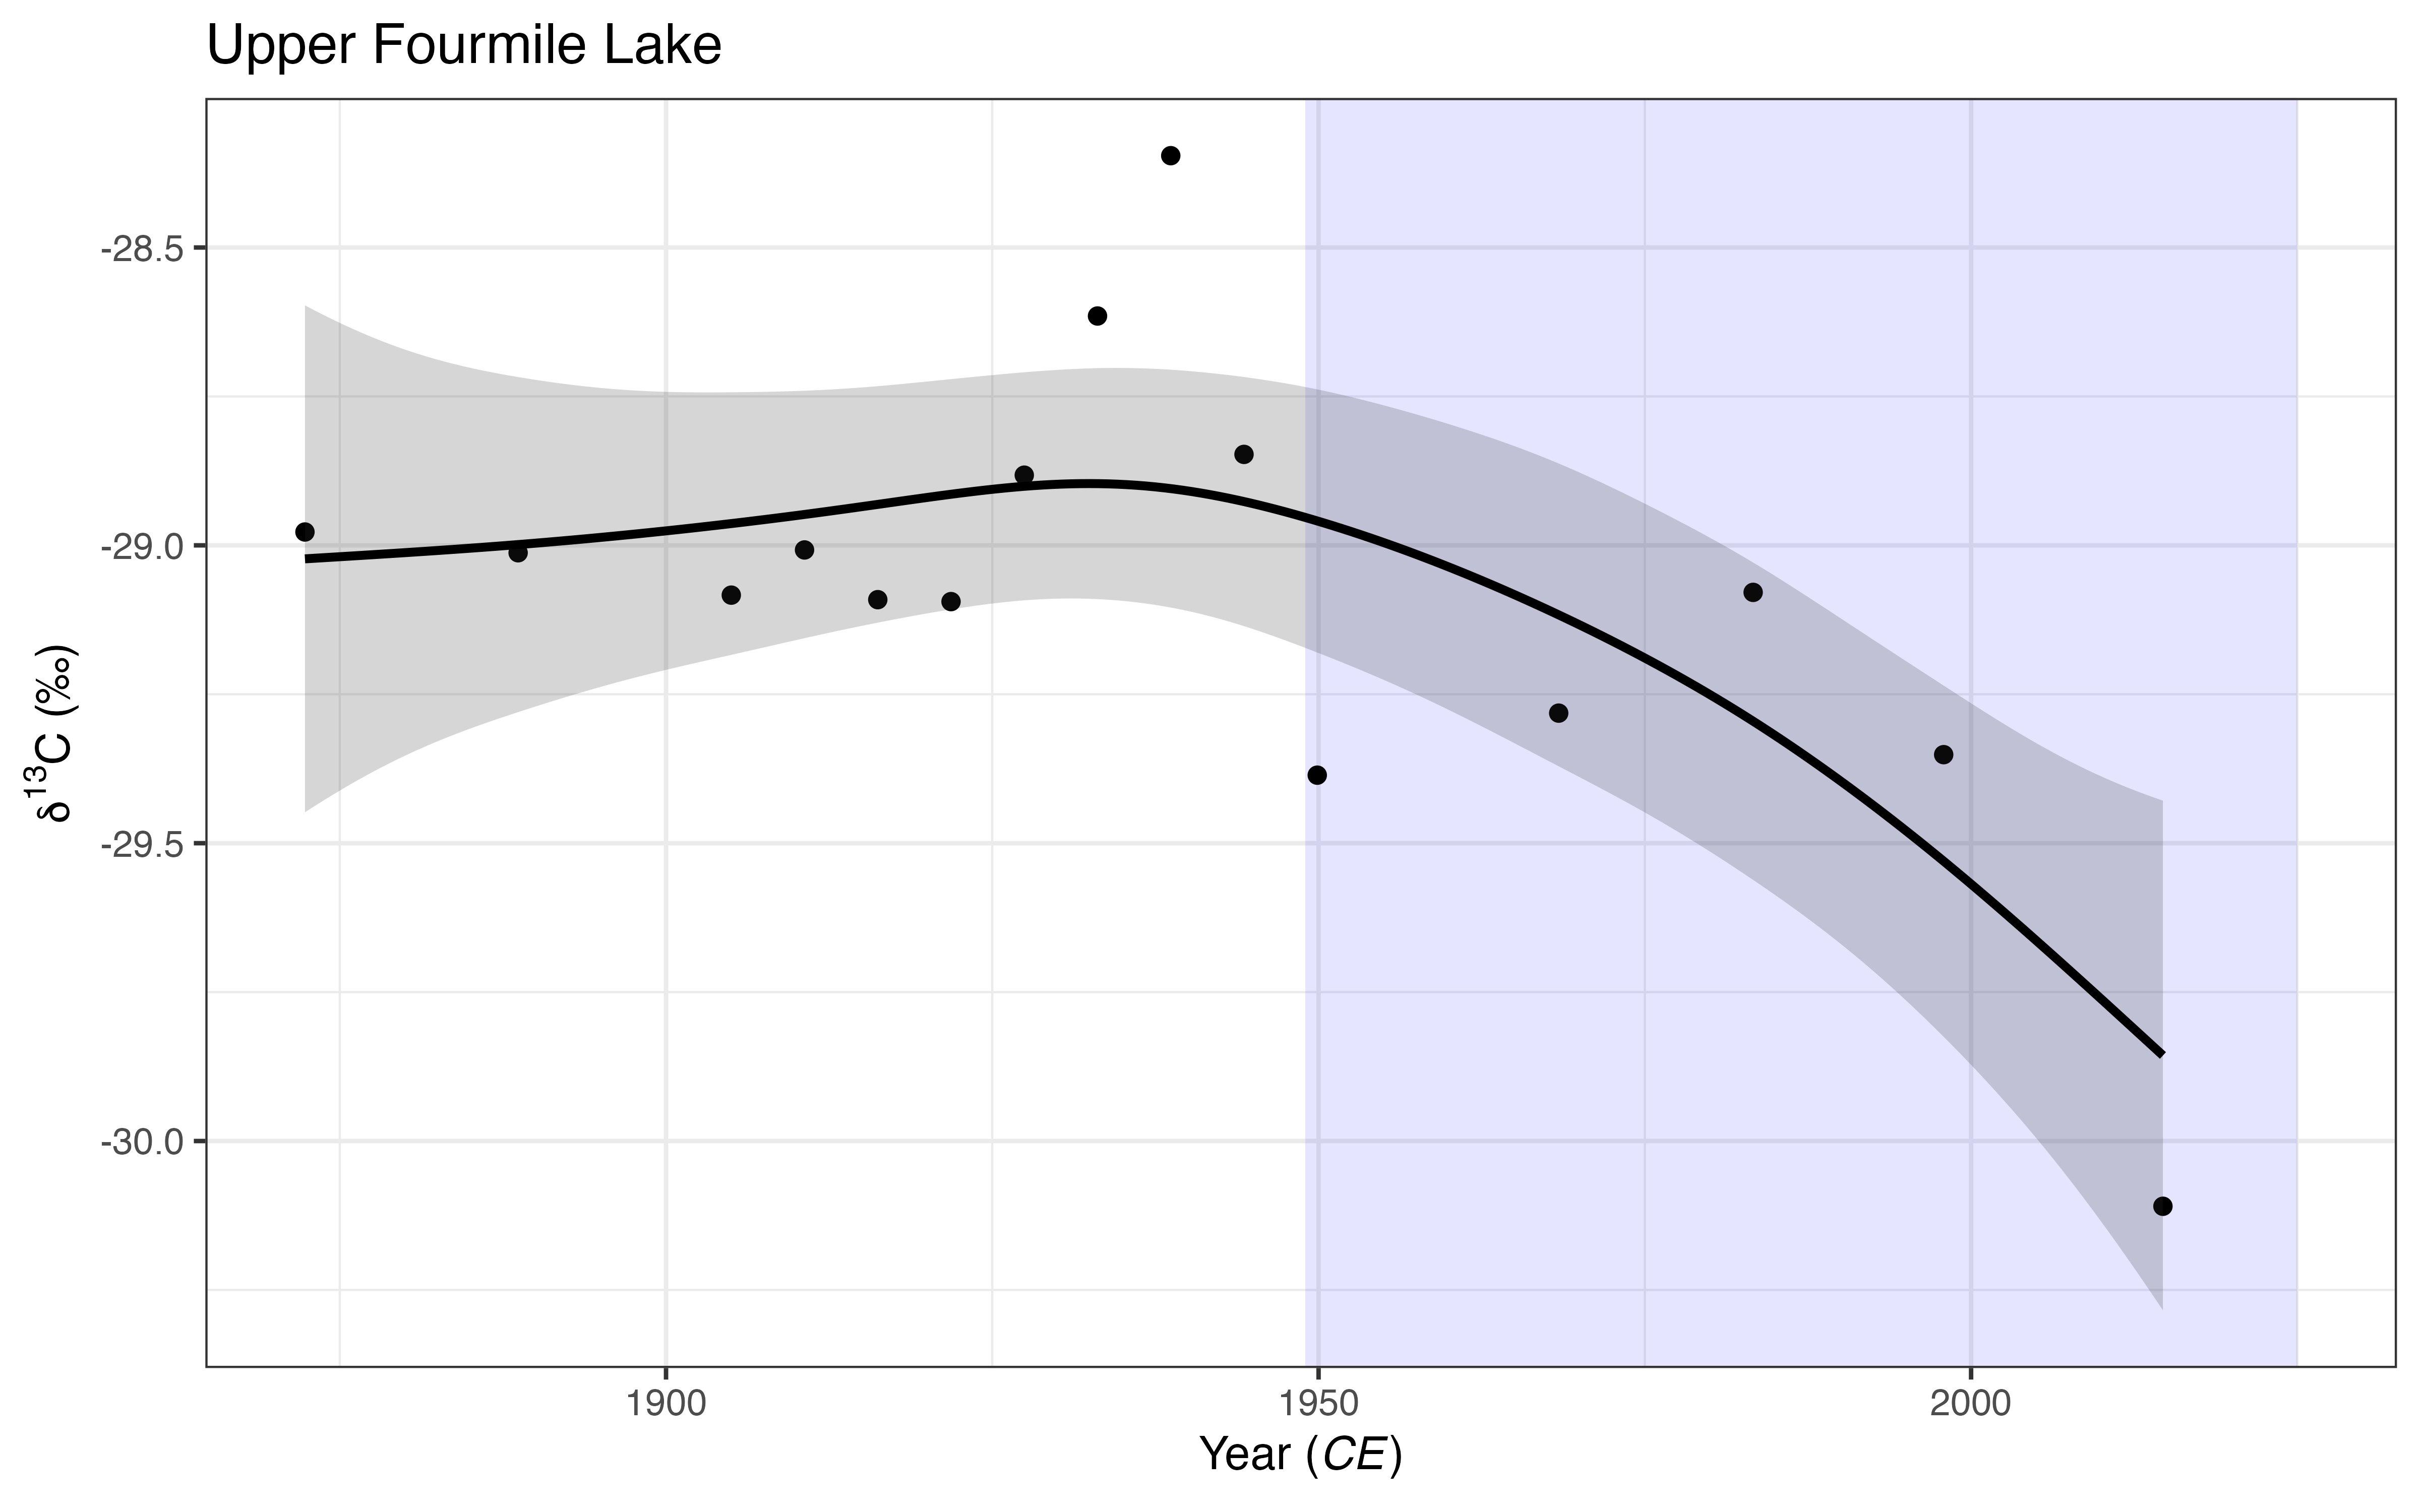 Upper Fourmile Lake
-28.5
-29.0
-29.5
-30.0
δ¹³C (‰)
1900
1950
2000
Year (CE)